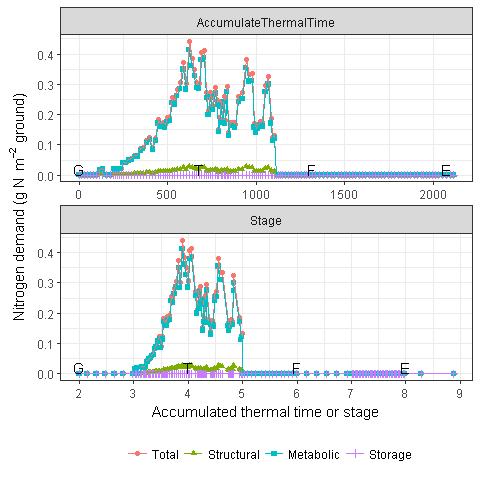 AccumulateThermalTime
0.4
0.3
0.2
0.1
0.0
G T F E
0 500 1000 1500 2000
Stage
0.4
0.3
0.2
0.1
0.0
G T F E
2 3 4 5 6 7 8 9
Nitrogen demand (g N m⁻² ground)
Accumulated thermal time or stage
Total Structural Metabolic Storage